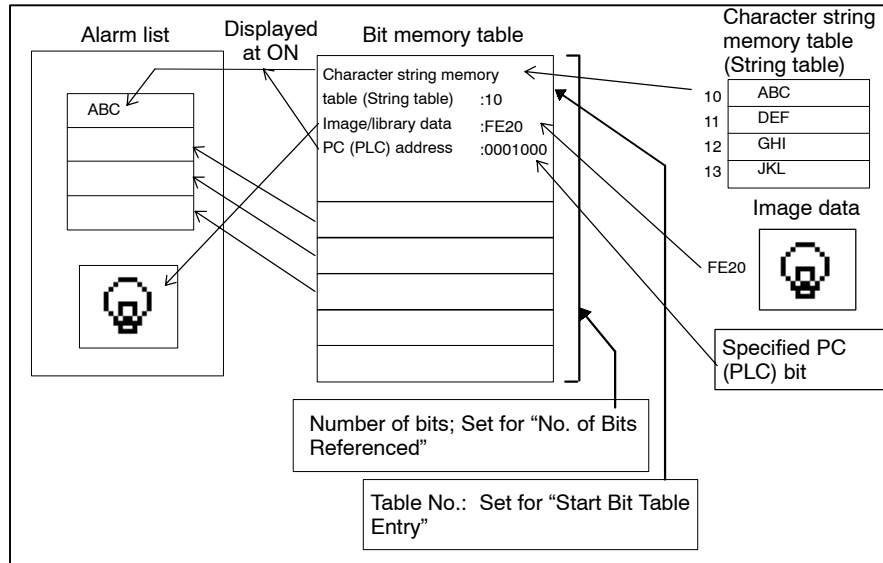 Alarm list
Displayed
at ON
Bit memory table
Character string
memory table
(String table)
Character string memory
table (String table) :10
Image/library data :FE20
PC (PLC) address :0001000
ABC
10 ABC
11 DEF
12 GHI
13 JKL
Image data
FE20
Specified PC
(PLC) bit
Number of bits; Set for “No. of Bits
Referenced”
Table No.: Set for “Start Bit Table
Entry”